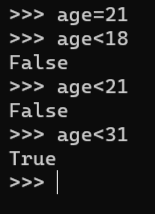 >>> age=21
>>> age<18
False
>>> age<21
False
>>> age<31
True
>>>